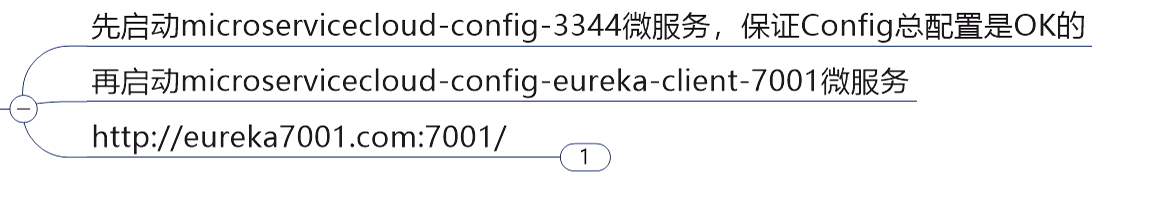 先启动microservicecloud-config-3344微服务，保证Config总配置是OK的
再启动microservicecloud-config-eureka-client-7001微服务
http://eureka7001.com:7001/
1